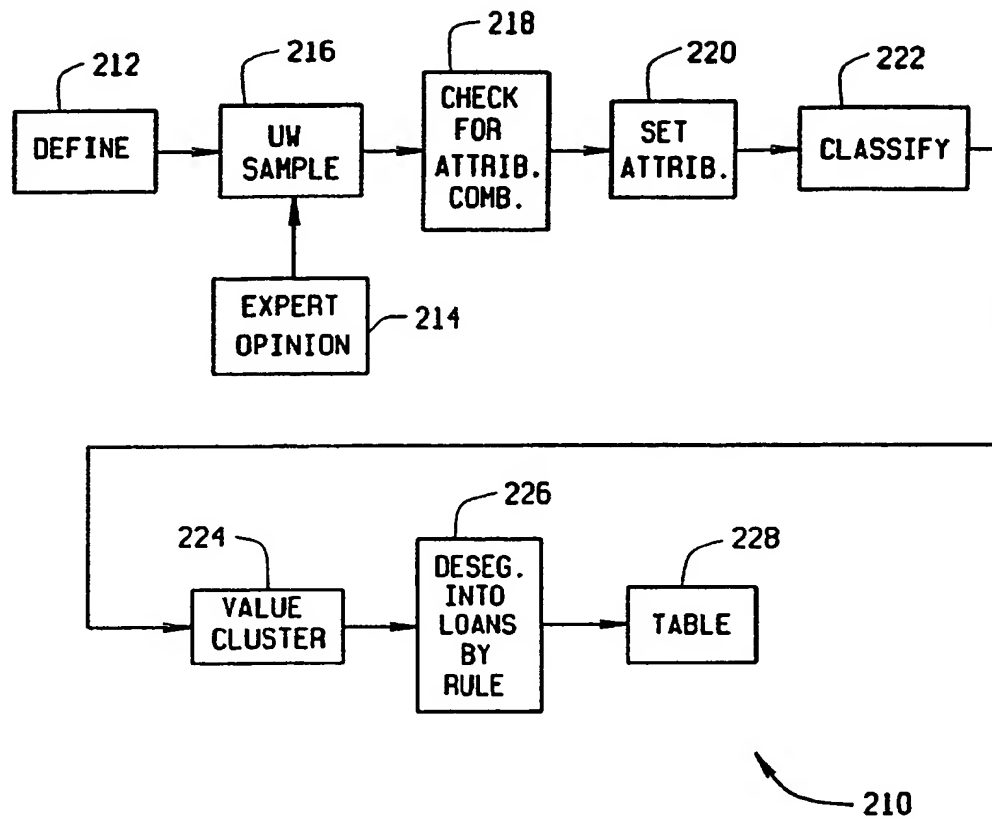 212
216
218
220
222
DEFINE
UW
SAMPLE
CHECK
FOR
ATTRIB.
COMB.
SET
ATTRIB.
CLASSIFY
EXPERT
OPINION
214
224
226
228
VALUE
CLUSTER
DESEG.
INTO
LOANS
BY
RULE
TABLE
210